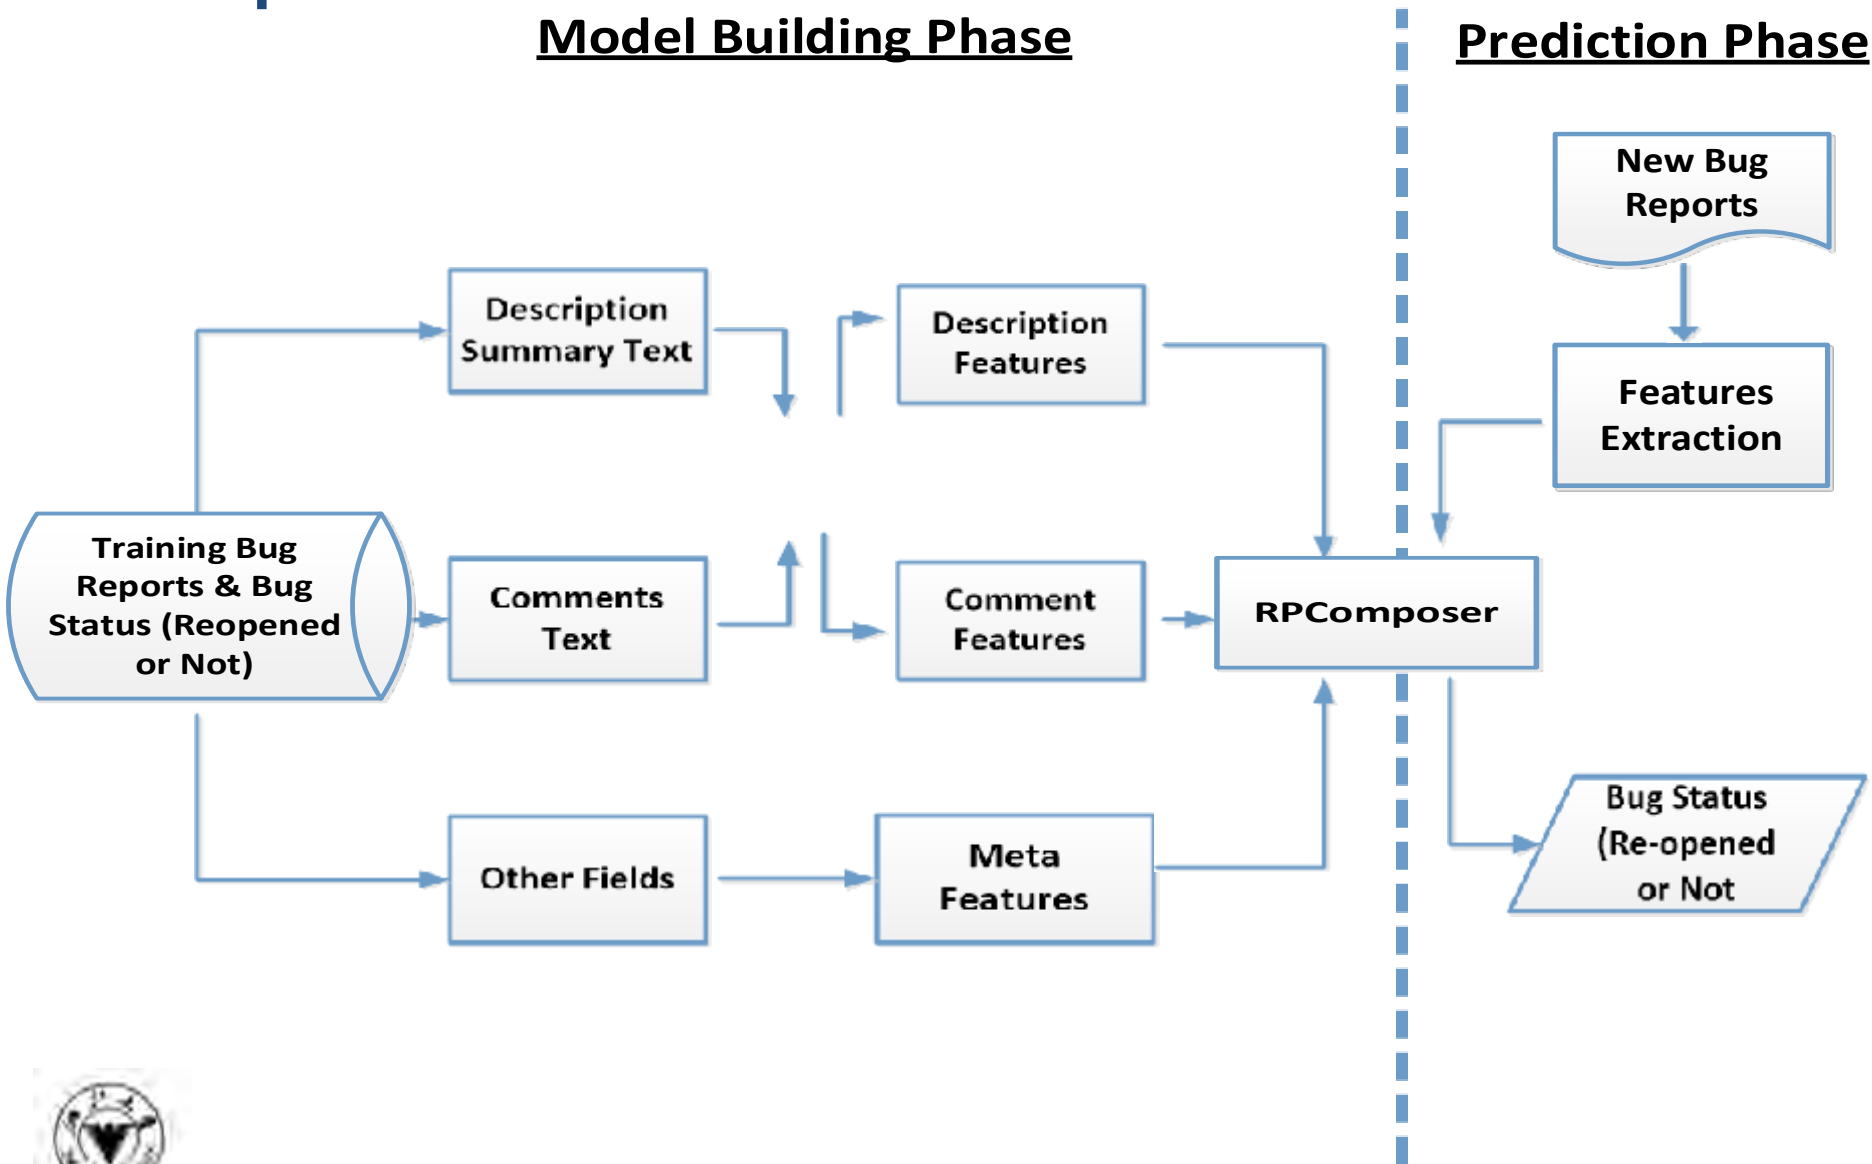 Model Building Phase
Prediction Phase
New Bug
Reports
Description
Summary Text
Description
Features
Features
Extraction
Training Bug
Reports & Bug
Status (Reopened
or Not)
Comments
Text
Comment
Features
RPComposer
Other Fields
Meta
Features
Bug Status
(Re-opened
or Not